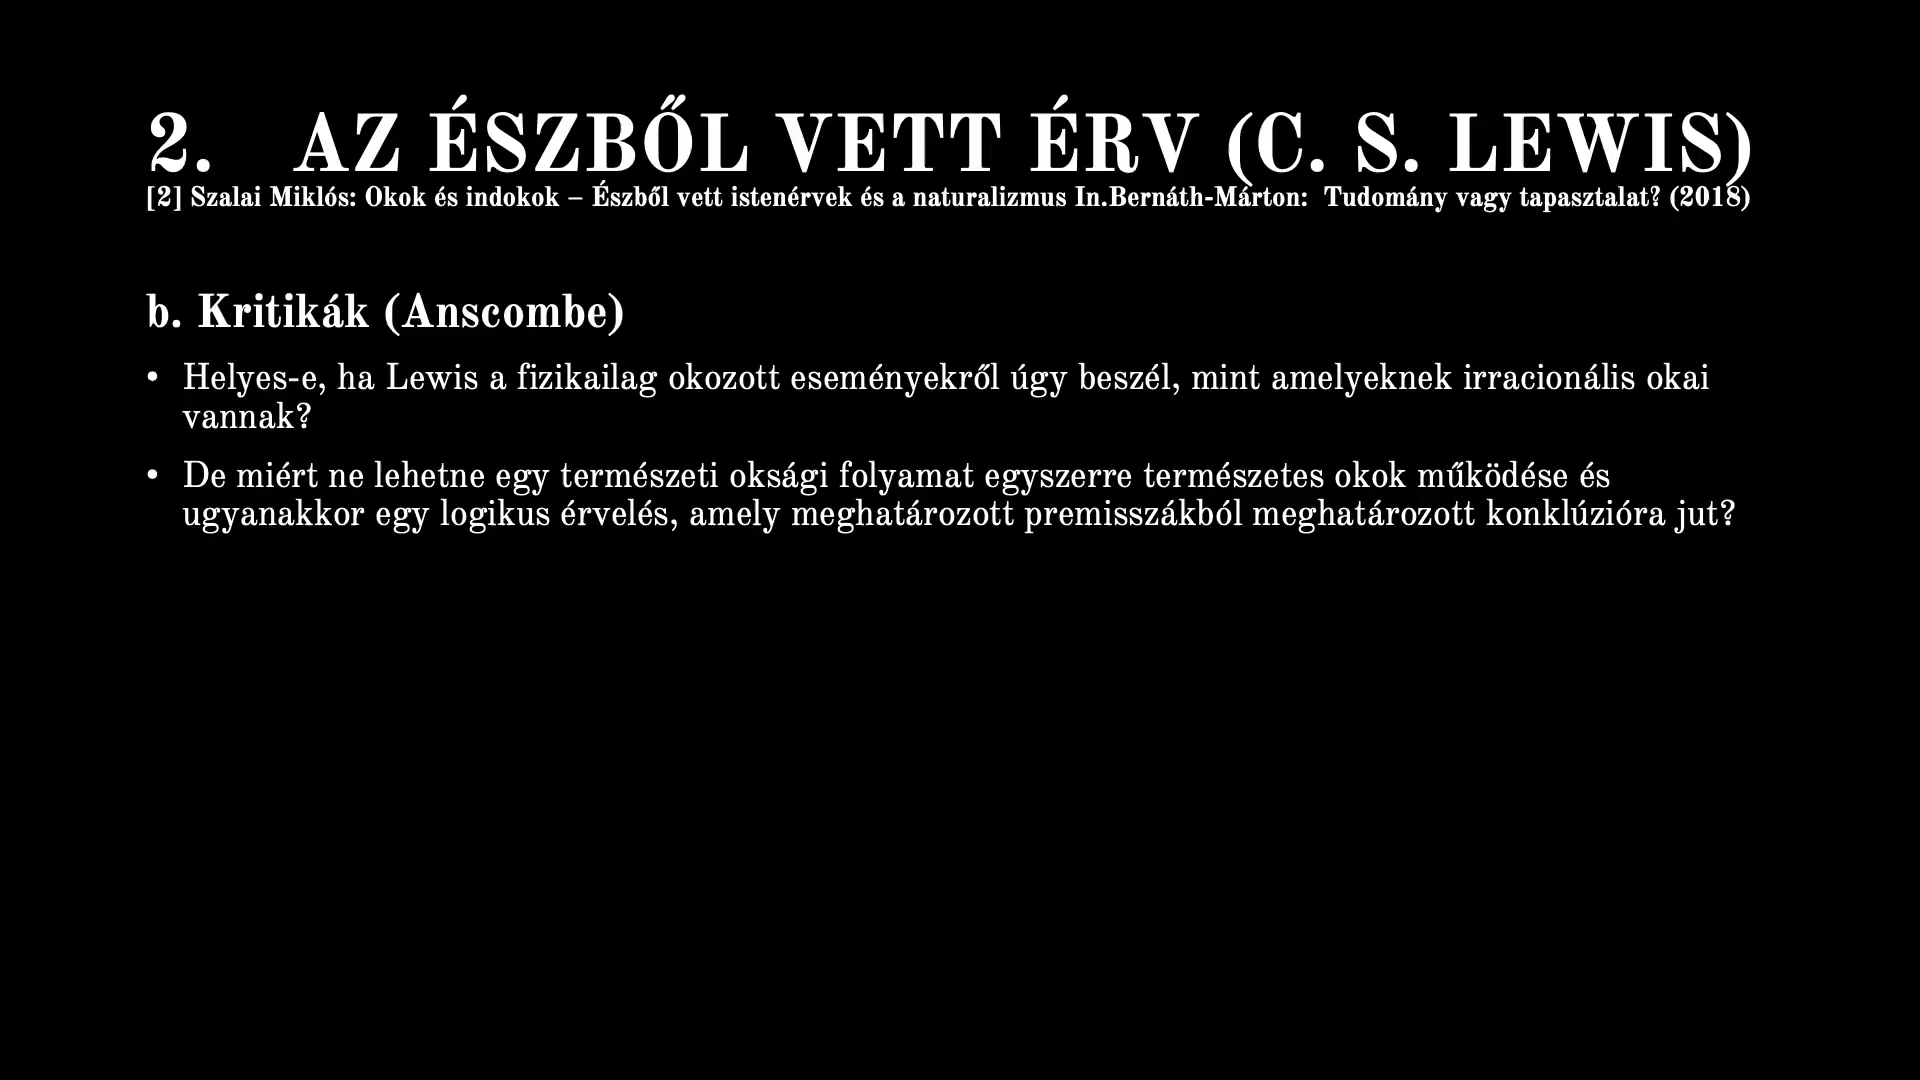 2. AZ ÉSZBŐL VETT ÉRV (C. S. LEWIS)
[2] Szalai Miklós: Okok és indokok – Észből vett istenérvek és a naturalizmus In.Bernáth-Márton: Tudomány vagy tapasztalat? (2018)
b. Kritikák (Anscombe)
• Helyes-e, ha Lewis a fizikailag okozott eseményekről úgy beszél, mint amelyeknek irracionális okai
vannak?
• De miért ne lehetne egy természeti oksági folyamat egyszerre természetes okok működése és
ugyanakkor egy logikus érvelés, amely meghatározott premisszákból meghatározott konklúzióra jut?